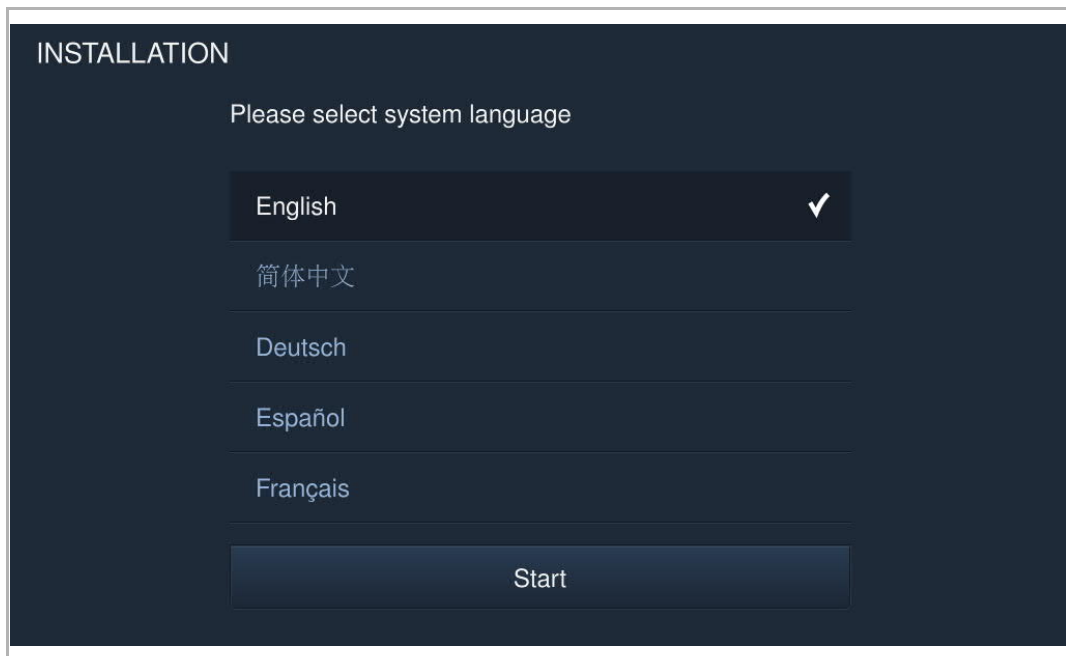 INSTALLATION
Please select system language
English
简体中文
Deutsch
Español
Français
Start